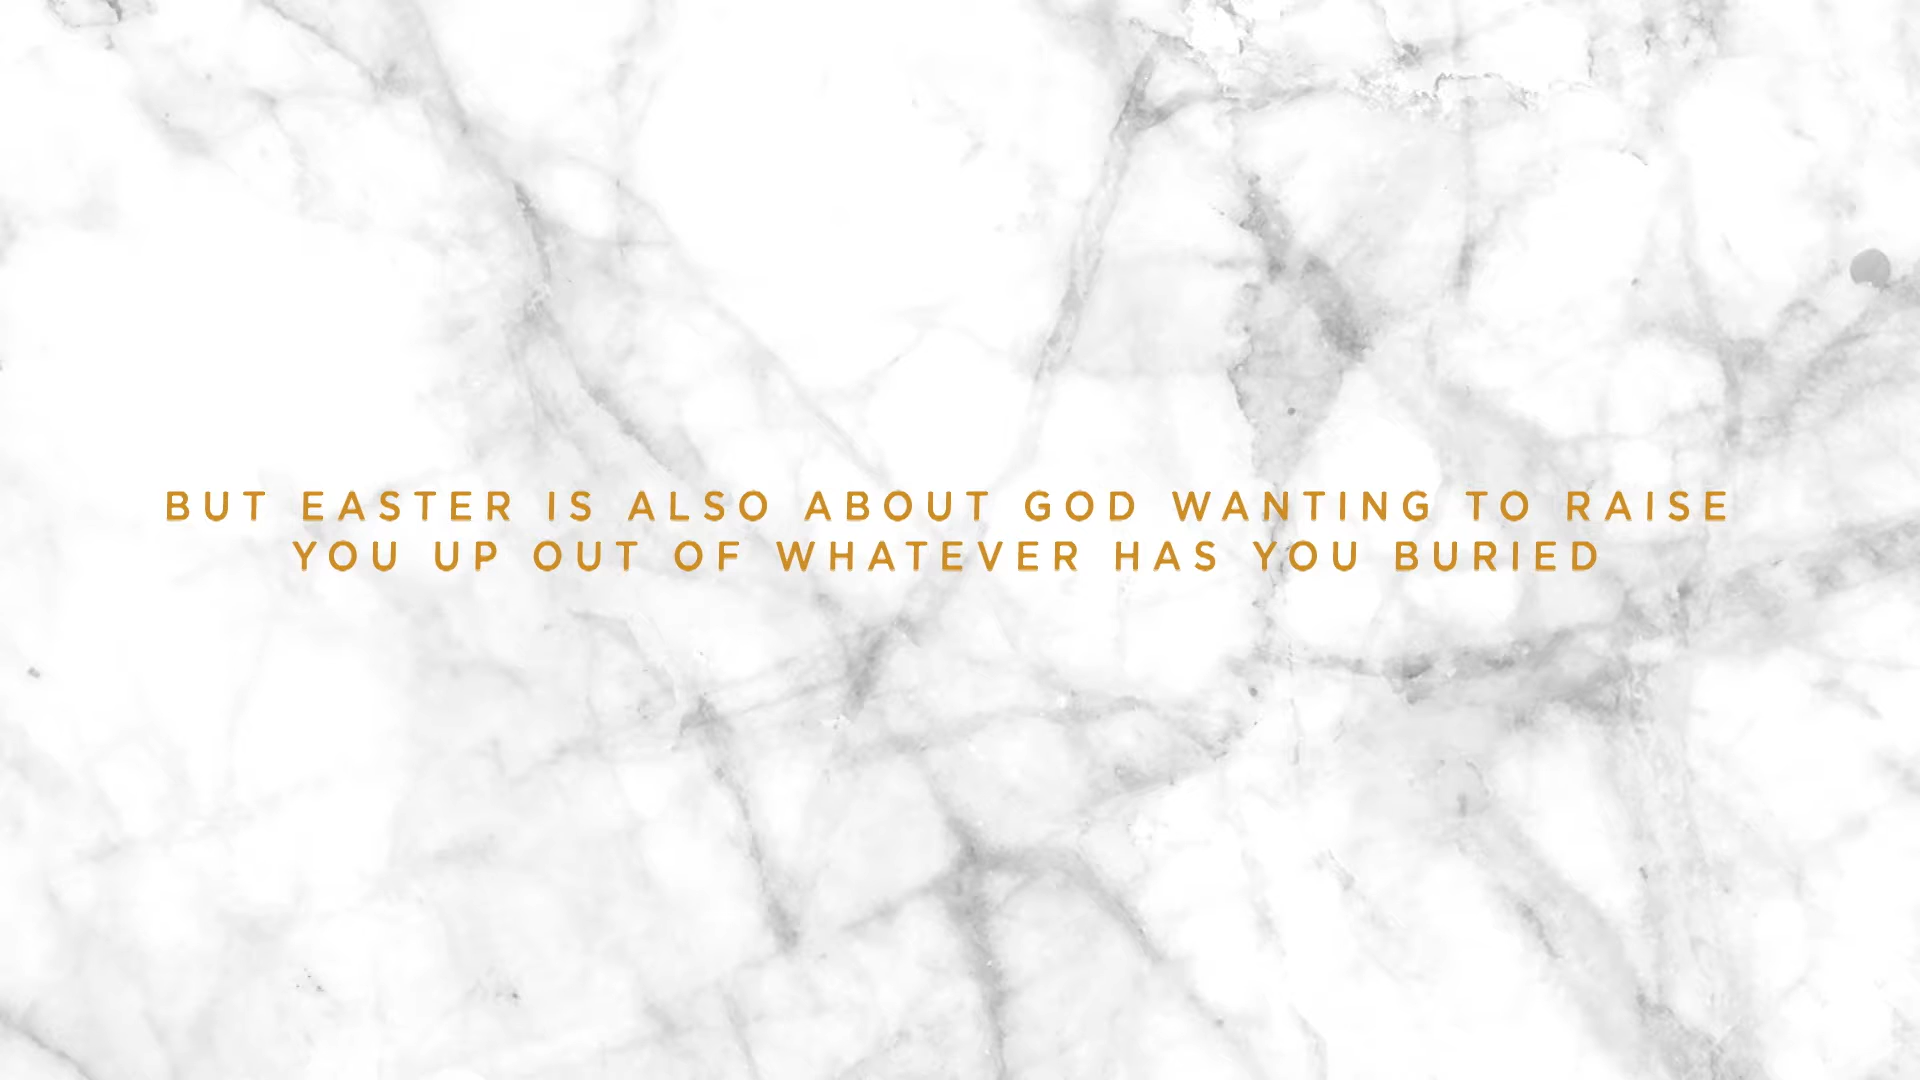 BUT EASTER IS ALSO ABOUT GOD WANTING TO RAISE
YOU UP OUT OF WHATEVER HAS YOU BURIED